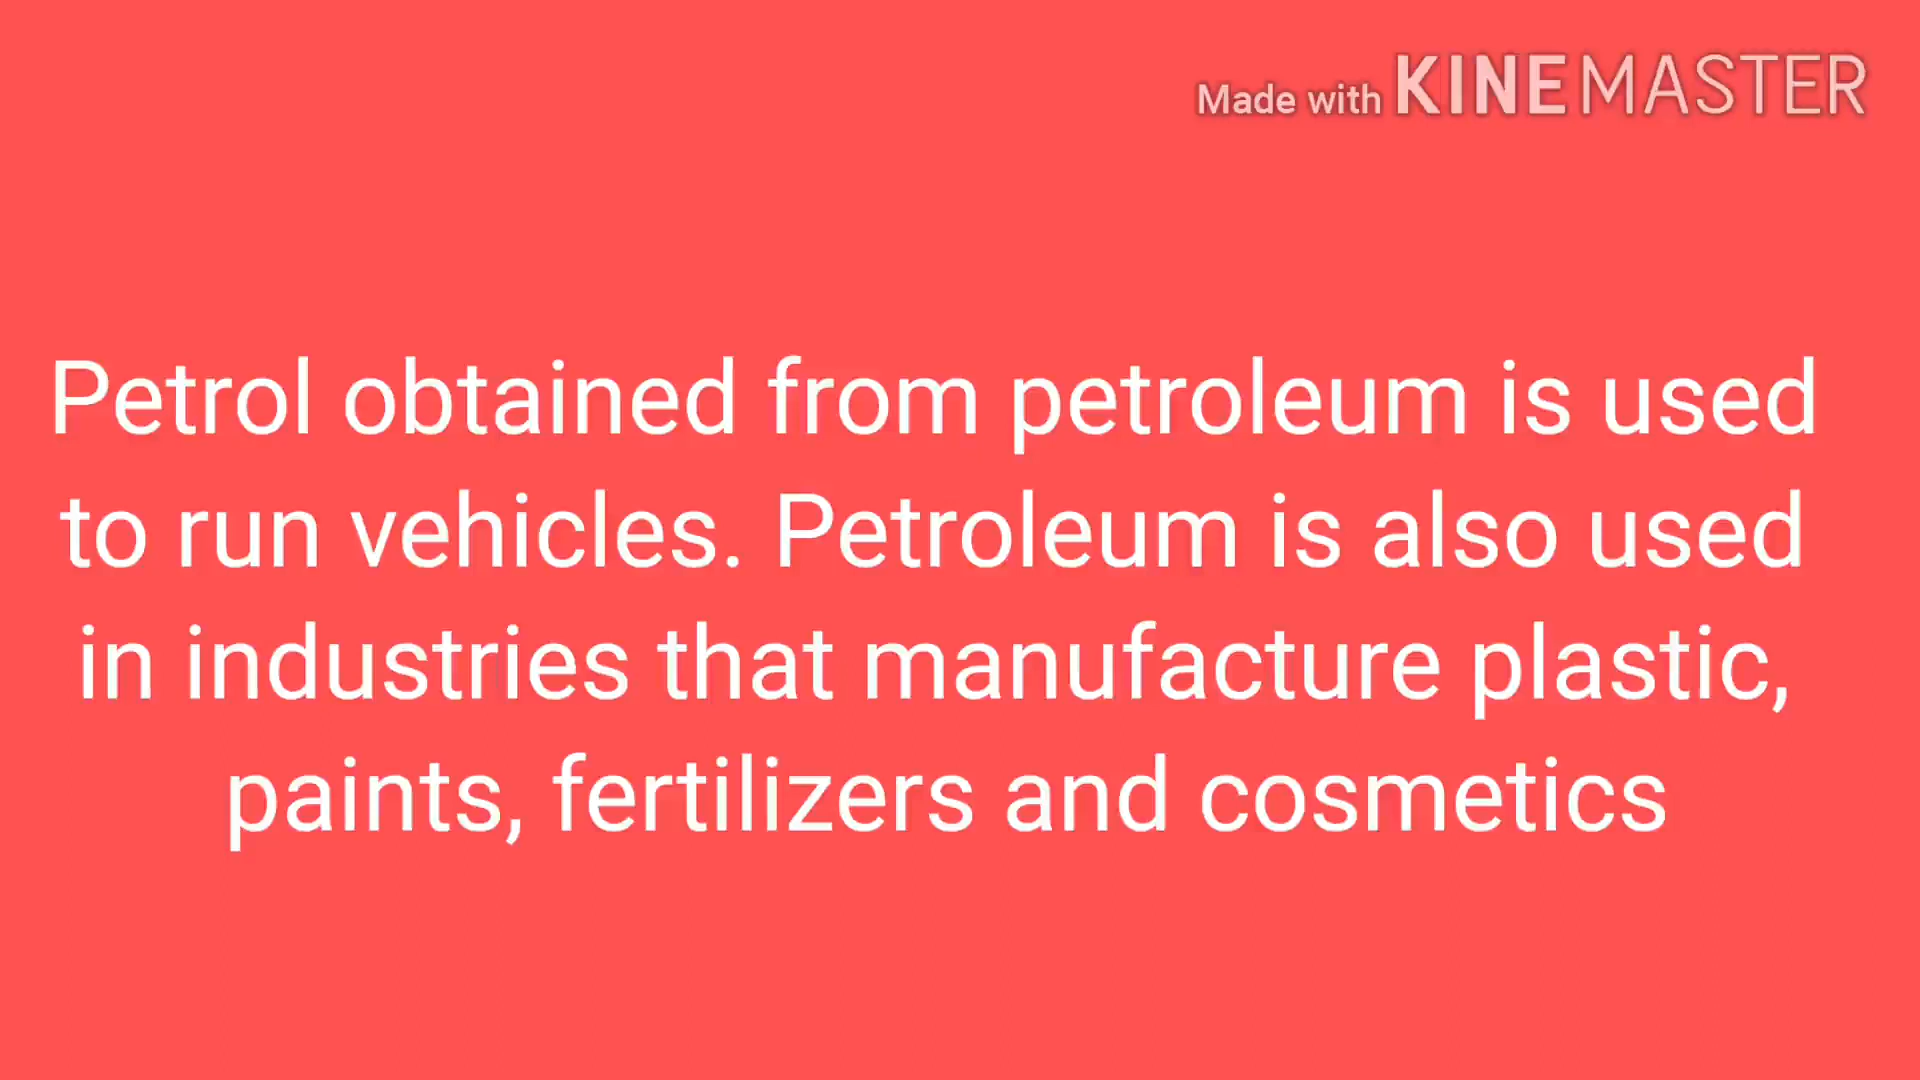 Made with KINEMASTER
Petrol obtained from petroleum is used
to run vehicles. Petroleum is also used
in industries that manufacture plastic,
paints, fertilizers and cosmetics